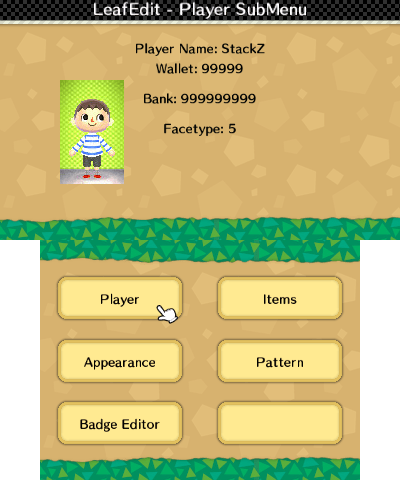 LeafEdit - Player SubMenu
Player Name: StackZ
Wallet: 99999
Bank: 999999999
Facetype: 5
Player
Items
Appearance
Pattern
Badge Editor